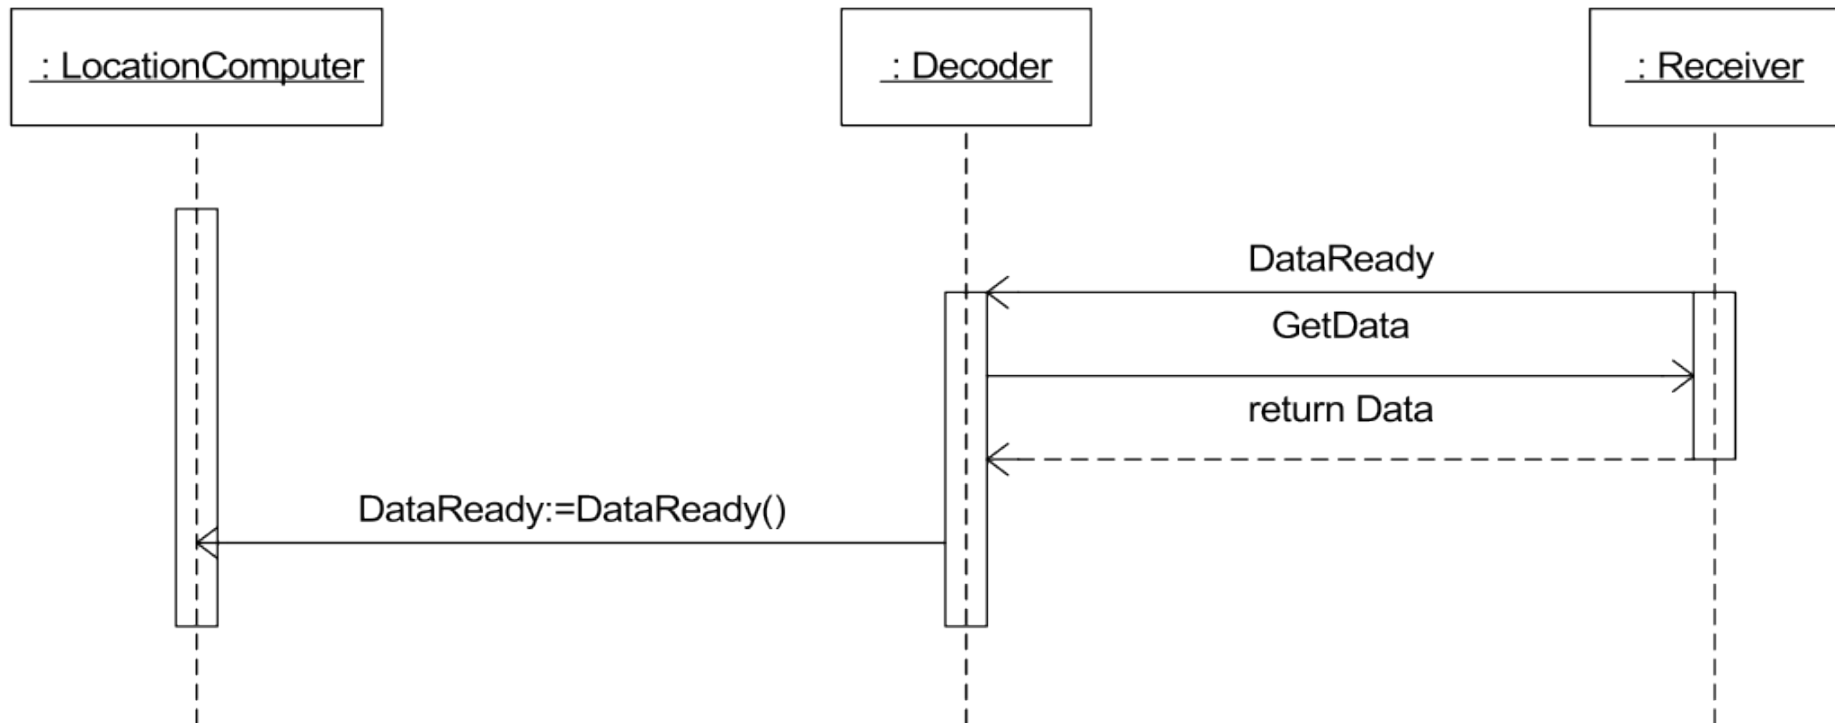 : LocationComputer
: Decoder
: Receiver
DataReady
GetData
return Data
DataReady:=DataReady()